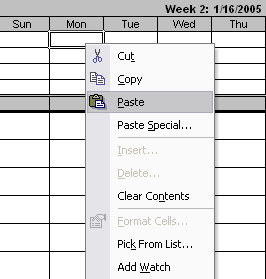 Week 2: 1/16/2005
Sun Mon Tue Wed Thu
Cut
Copy
Paste
Paste Special...
Insert...
Delete...
Clear Contents
Format Cells...
Pick From List...
Add Watch